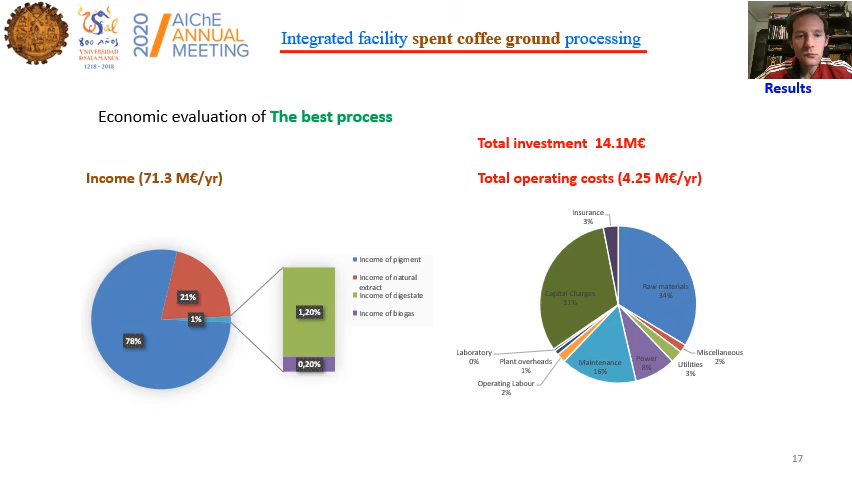 800 AÑOS
VNIVERSIDAD
D SALAMANCA
1218 - 2018
2020
AIChE
ANNUAL
MEETING
Integrated facility spent coffee ground processing
Results
Economic evaluation of The best process
Total investment 14.1M€
Income (71.3 M€/yr)
Total operating costs (4.25 M€/yr)
78%
21%
1%
1,20%
0,20%
Income of pigment
Income of natural
extract
Income of digestate
Income of biogas
Insurance
3%
Raw materials
34%
Capital Charges
31%
Laboratory
0%
Plant overheads
1%
Operating Labour
2%
Maintenance
16%
Power
8%
Utilities
3%
Miscellaneous
2%
17